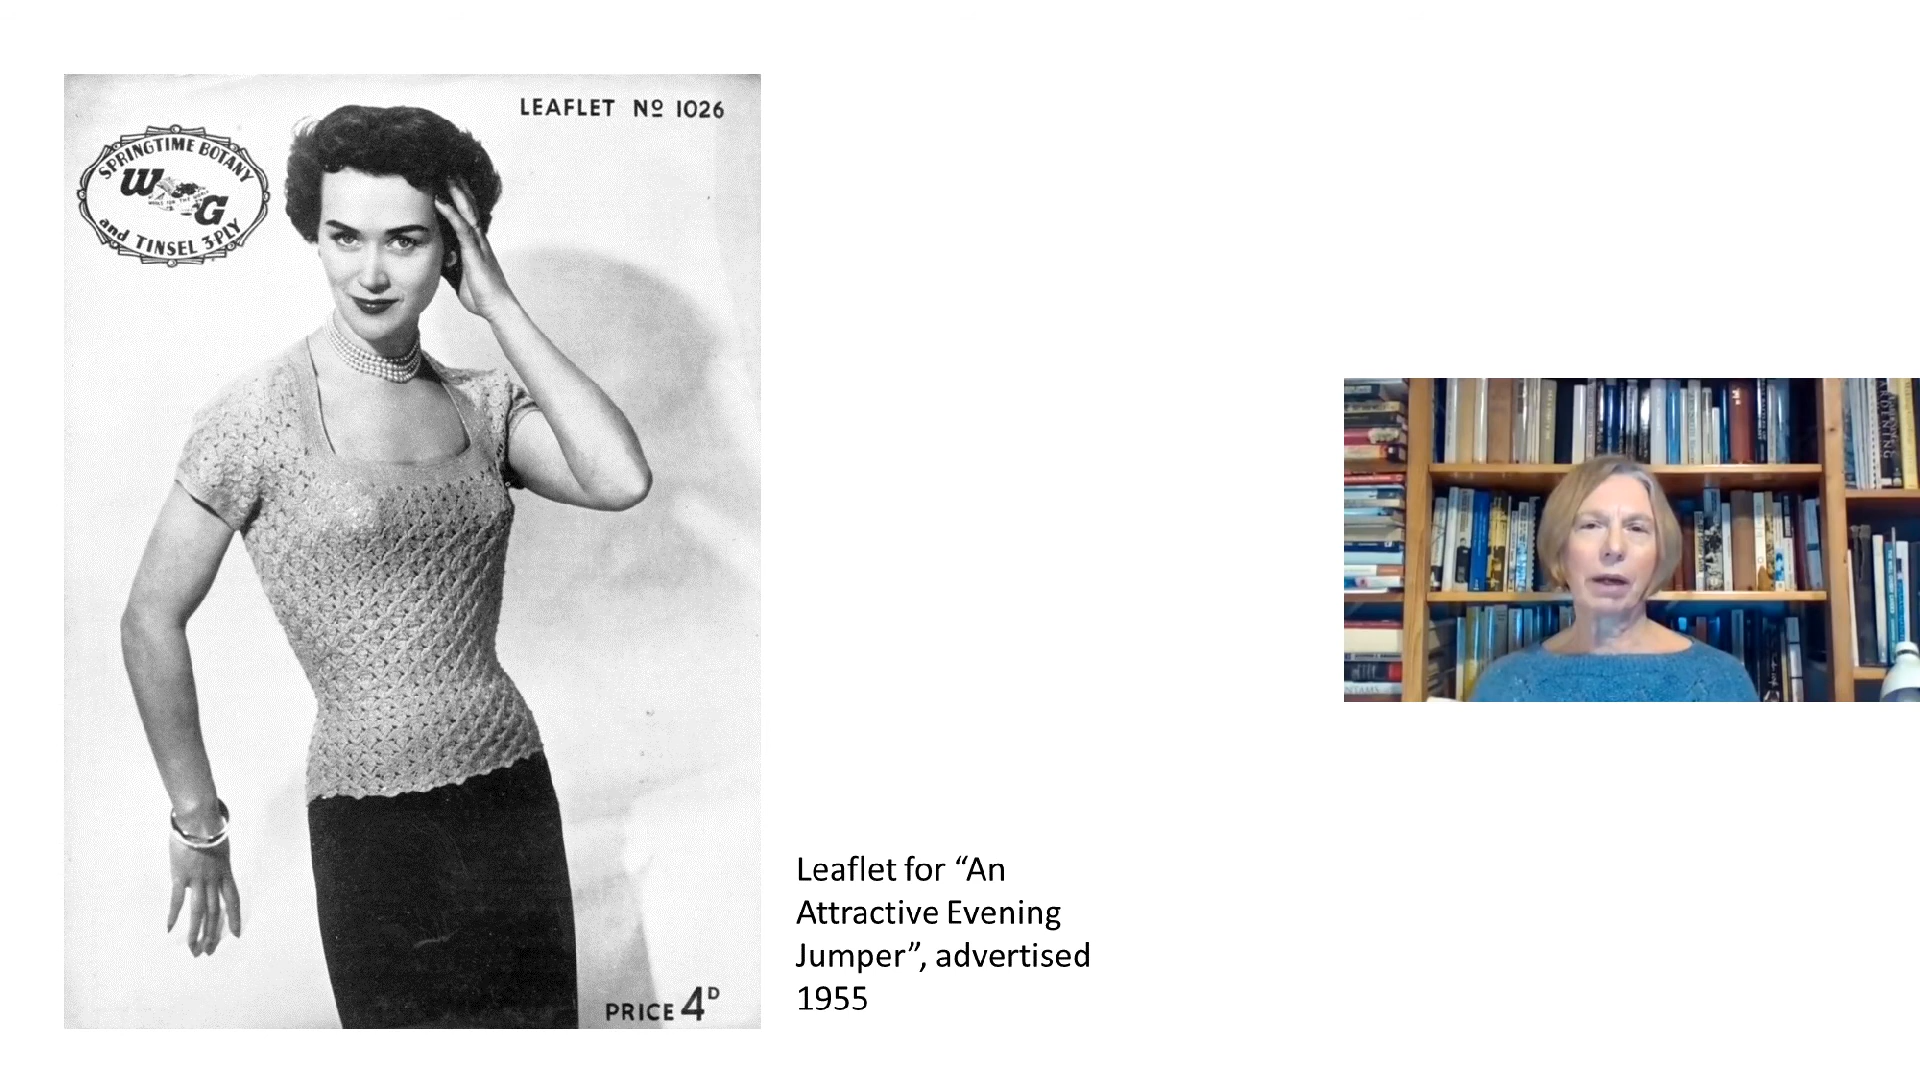 LEAFLET Nº 1026
SPRINGTIME BOTANY
W
G
and TINSEL 3PLY
PRICE 4ᴰ
Leaflet for “An
Attractive Evening
Jumper”, advertised
1955